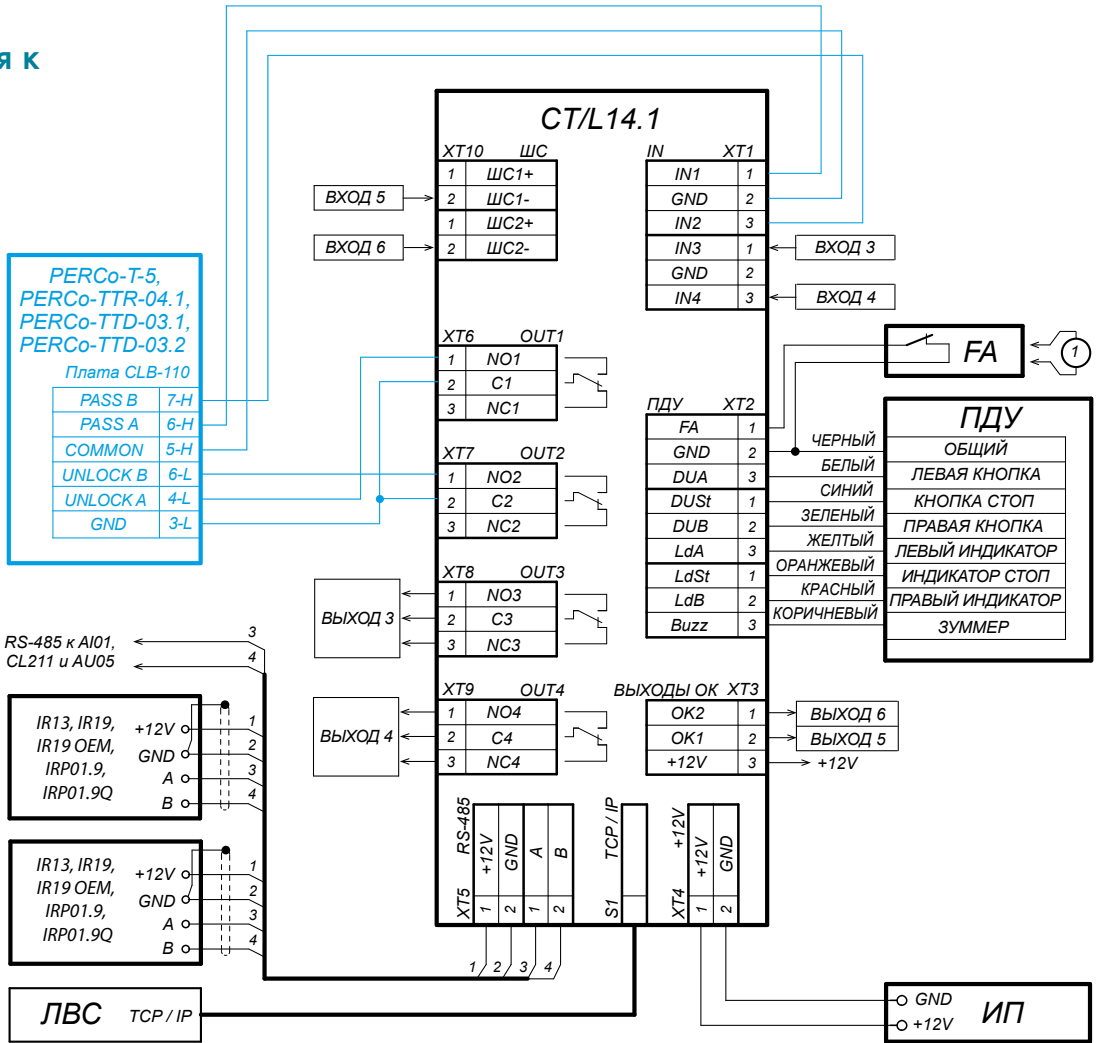 я к
CT/L14.1
XT10 ШС
1 ШС1+
2 ШС1-
1 ШС2+
2 ШС2-
ВХОД 5
ВХОД 6
IN XT1
IN1 1
GND 2
IN2 3
IN3 1
GND 2
IN4 3
ВХОД 3
ВХОД 4
PERCo-T-5,
PERCo-TTR-04.1,
PERCo-TTD-03.1,
PERCo-TTD-03.2
Плата CLB-110
PASS B 7-H
PASS A 6-H
COMMON 5-H
UNLOCK B 6-L
UNLOCK A 4-L
GND 3-L
XT6 OUT1
1 NO1
2 C1
3 NC1
XT7 OUT2
1 NO2
2 C2
3 NC2
XT8 OUT3
1 NO3
2 C3
3 NC3
ВЫХОД 3
XT9 OUT4
1 NO4
2 C4
3 NC4
ВЫХОД 4
FA
1
ПДУ XT2
FA 1
GND 2
DUA 3
DUSt 1
DUB 2
LdA 3
LdSt 1
LdB 2
Buzz 3
ЧЕРНЫЙ
БЕЛЫЙ
СИНИЙ
ЗЕЛЕНЫЙ
ЖЕЛТЫЙ
ОРАНЖЕВЫЙ
КРАСНЫЙ
КОРИЧНЕВЫЙ
ПДУ
ОБЩИЙ
ЛЕВАЯ КНОПКА
КНОПКА СТОП
ПРАВАЯ КНОПКА
ЛЕВЫЙ ИНДИКАТОР
ИНДИКАТОР СТОП
ПРАВЫЙ ИНДИКАТОР
ЗУММЕР
ВЫХОДЫ ОК XT3
OK2 1
OK1 2
+12V 3
ВЫХОД 6
ВЫХОД 5
+12V
RS-485 к AI01,
CL211 и AU05
3
4
IR13, IR19,
IR19 OEM,
IRP01.9,
IRP01.9Q
+12V 1
GND 2
A 3
B 4
IR13, IR19,
IR19 OEM,
IRP01.9,
IRP01.9Q
+12V 1
GND 2
A 3
B 4
XT5 RS-485
1 +12V
2 GND
1 A
2 B
S1 TCP / IP
XT4 +12V
1 +12V
2 GND
1 2 3 4
ЛВС TCP / IP
GND
+12V
ИП